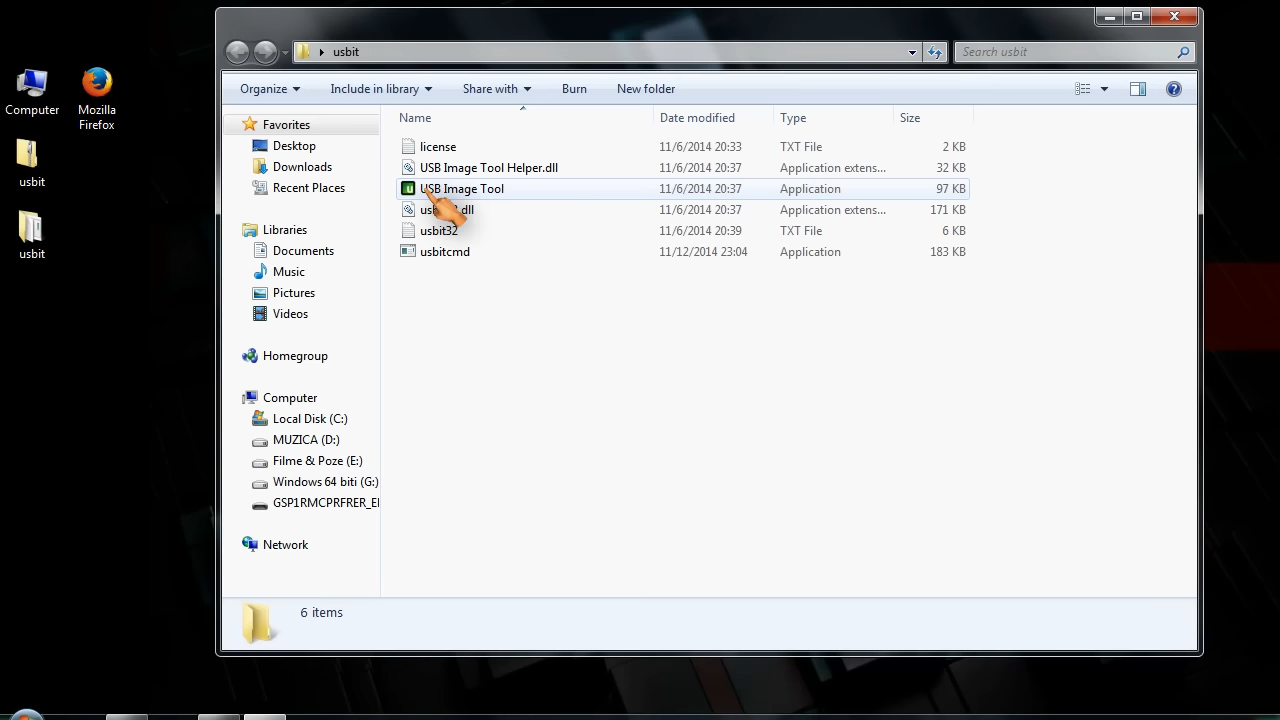 usbit
Search usbit
Organize
Include in library
Share with
Burn
New folder
Computer
Mozilla
Firefox
usbit
usbit
Favorites
Desktop
Downloads
Recent Places
Libraries
Documents
Music
Pictures
Videos
Homegroup
Computer
Local Disk (C:)
MUZICA (D:)
Filme & Poze (E:)
Windows 64 biti (G:)
GSP1RMCPRFRER_E
Network
Name Date modified Type Size
license 11/6/2014 20:33 TXT File 2 KB
USB Image Tool Helper.dll 11/6/2014 20:37 Application extens... 32 KB
USB Image Tool 11/6/2014 20:37 Application 97 KB
11/6/2014 20:37 Application extens... 171 KB
usbit32 11/6/2014 20:39 TXT File 6 KB
usbitcmd 11/12/2014 23:04 Application 183 KB
6 items